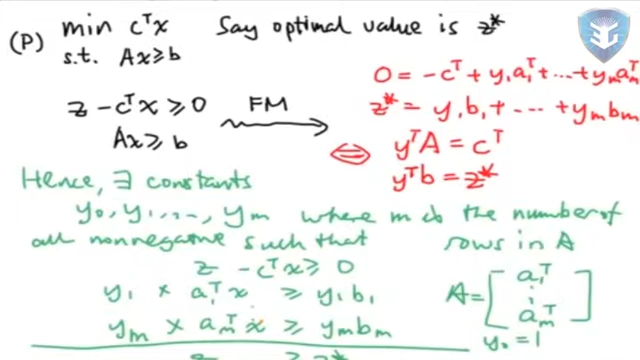 (P) min cᵀx Say optimal value is z*
s.t. Ax ≥ b
z - cᵀx ≥ 0 FM
Ax ≥ b
0 = -cᵀ + y₁a₁ᵀ + ... + yₘaₘᵀ
z* = y₁b₁ + ... + yₘbₘ
⇔ yᵀA = cᵀ
yᵀb = z*
Hence, ∃ constants
y₀, y₁, ..., yₘ where m is the number of
all nonnegative such that rows in A
z - cᵀx ≥ 0
y₁ × a₁ᵀx ≥ y₁b₁
yₘ × aₘᵀx ≥ yₘbₘ
A = [a₁ᵀ
⋮
aₘᵀ]
y₀ = 1
z ≥ z*